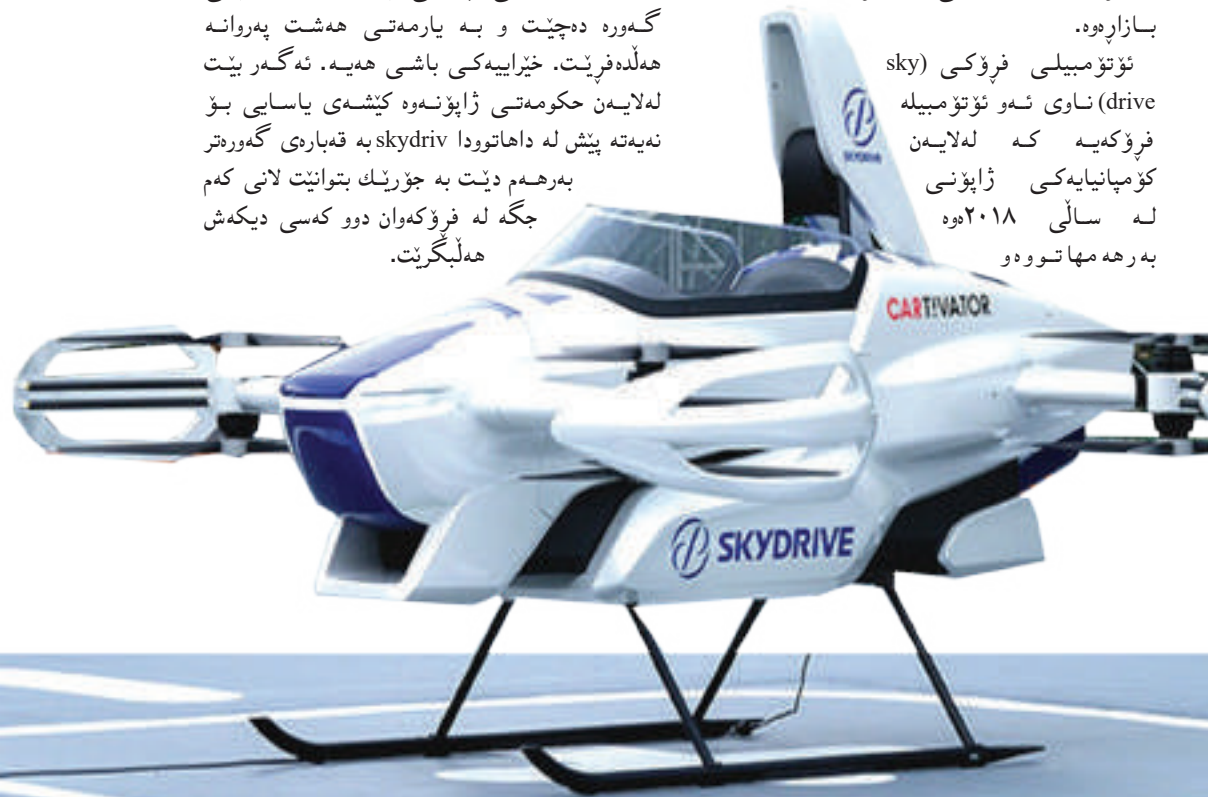 بازاڕەوە.
ئۆتۆمبیلی فڕۆکی (sky
drive) ناوی ئەو ئۆتۆمبیلە
فڕۆکەیە کە لەلایەن
کۆمپانیایەکی ژاپۆنی
لە ساڵی ٢٠١٨ەوە
بەرهەمهاتووەو
گەورە دەچێت و بە یارمەتی هەشت پەروانە
هەڵدەفڕێت. خێراییەکی باشی هەیە. ئەگەر بێت
لەلایەن حکومەتی ژاپۆنەوە کێشەی یاسایی بۆ
نەیەتە پێش لە داهاتوودا skydriv بە قەبارەی گەورەتر
بەرهەم دێت بە جۆرێك بتوانێت لانی کەم
جگە لە فڕۆکەوان دوو کەسی دیکەش
هەڵبگرێت.
SKYDRIVE
CART!VATOR
SKYDRIVE